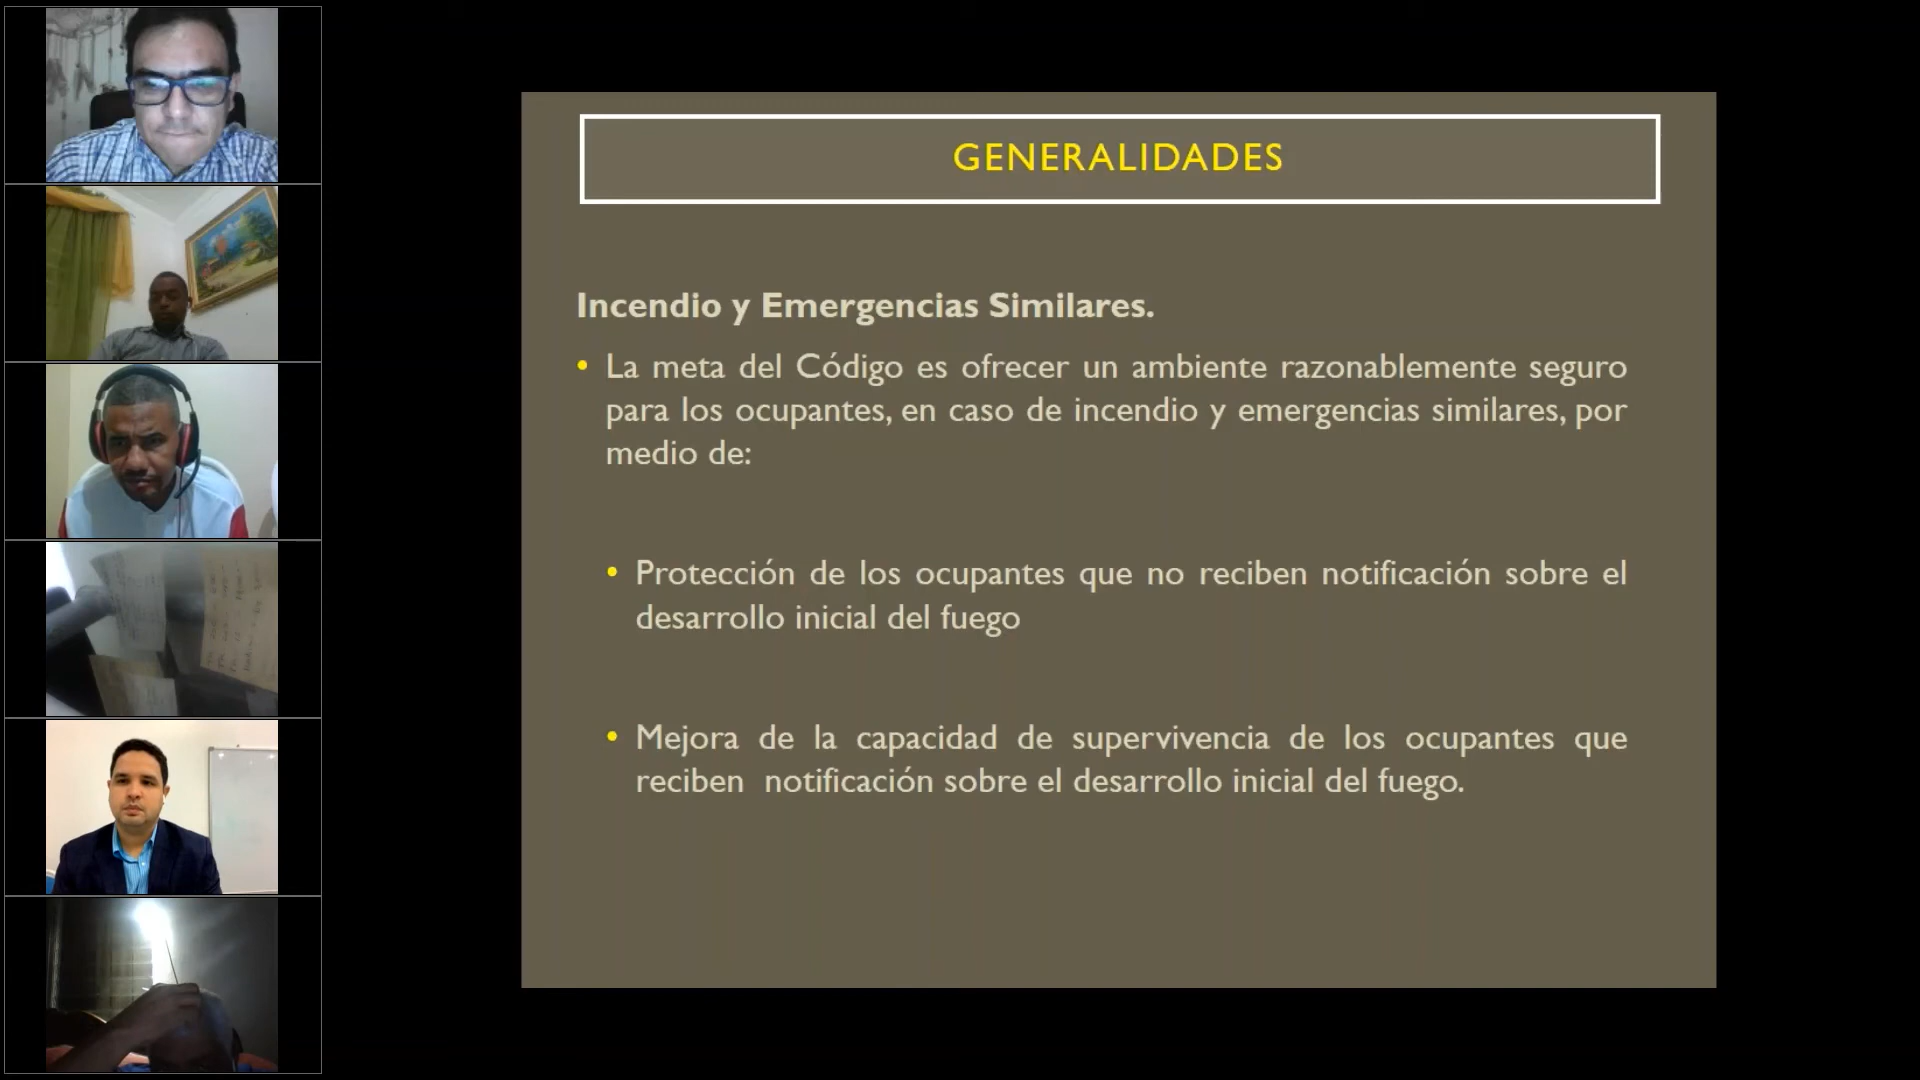 GENERALIDADES
Incendio y Emergencias Similares.
• La meta del Código es ofrecer un ambiente razonablemente seguro
para los ocupantes, en caso de incendio y emergencias similares, por
medio de:
• Protección de los ocupantes que no reciben notificación sobre el
desarrollo inicial del fuego
• Mejora de la capacidad de supervivencia de los ocupantes que
reciben notificación sobre el desarrollo inicial del fuego.